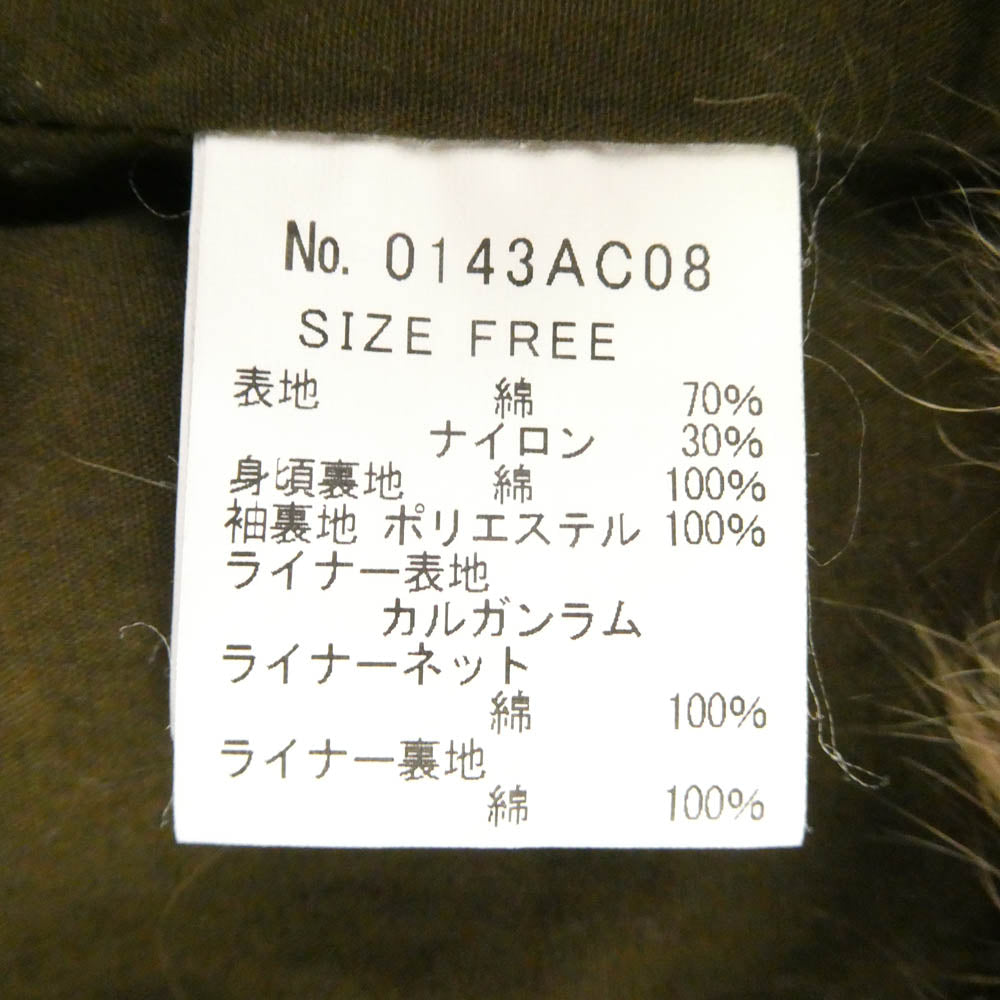 No. 0143AC08
SIZE FREE
表地 綿 70%
ナイロン 30%
身頃裏地 綿 100%
袖裏地 ポリエステル 100%
ライナー表地
カルガンラム
ライナーネット
綿 100%
ライナー裏地
綿 100%